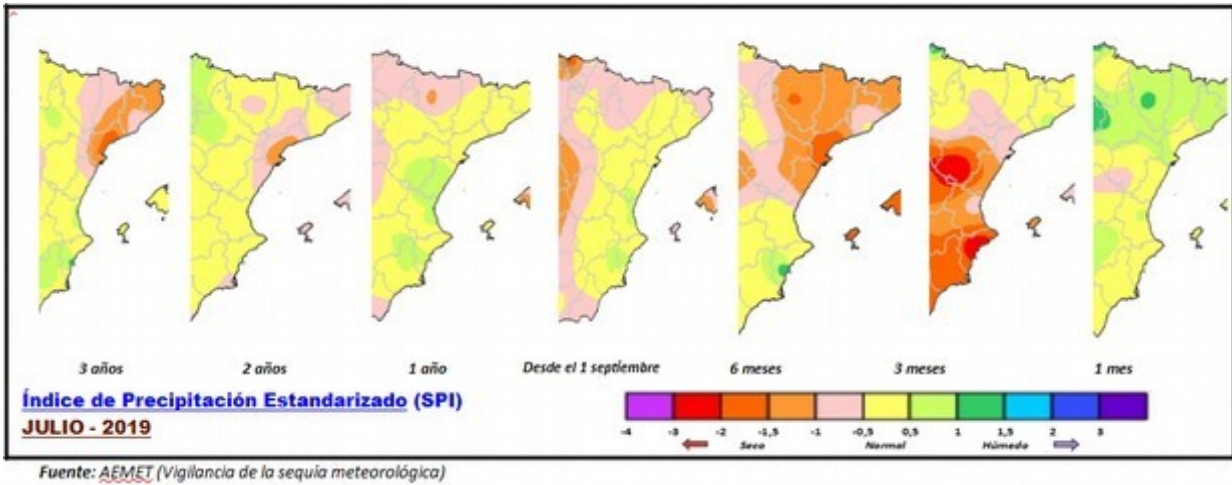 3 años 2 años 1 año Desde el 1 septiembre 6 meses 3 meses 1 mes
Índice de Precipitación Estandarizado (SPI)
JULIO - 2019
-4 -3 -2 -1,5 -1 -0,5 0,5 1 1,5 2 3
Seco Normal Húmedo
Fuente: AEMET (Vigilancia de la sequía meteorológica)